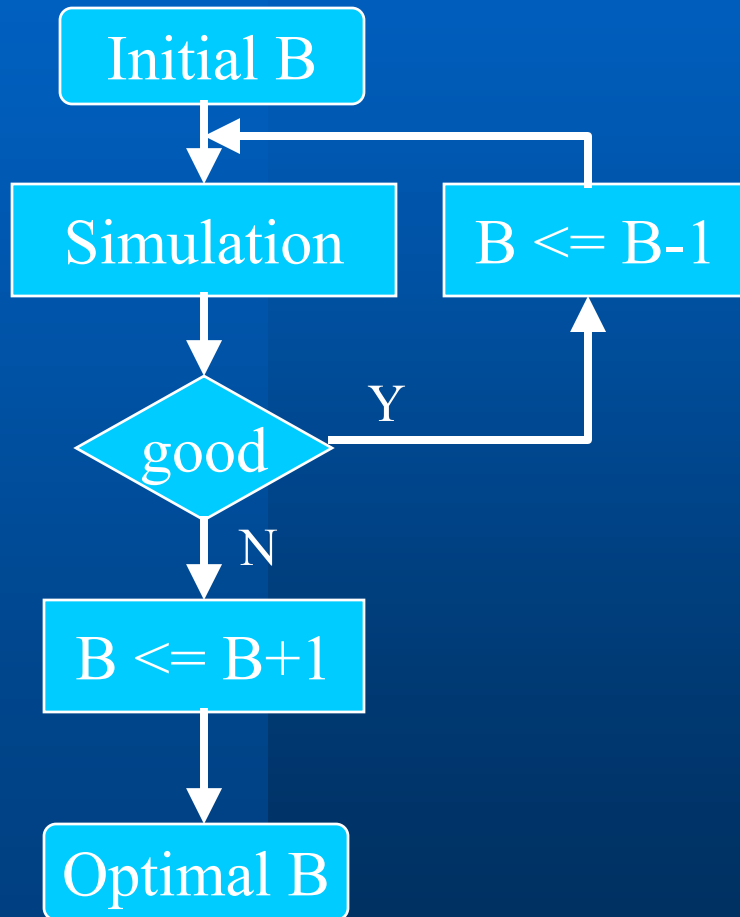 Initial B
Simulation
B <= B-1
Y
good
N
B <= B+1
Optimal B